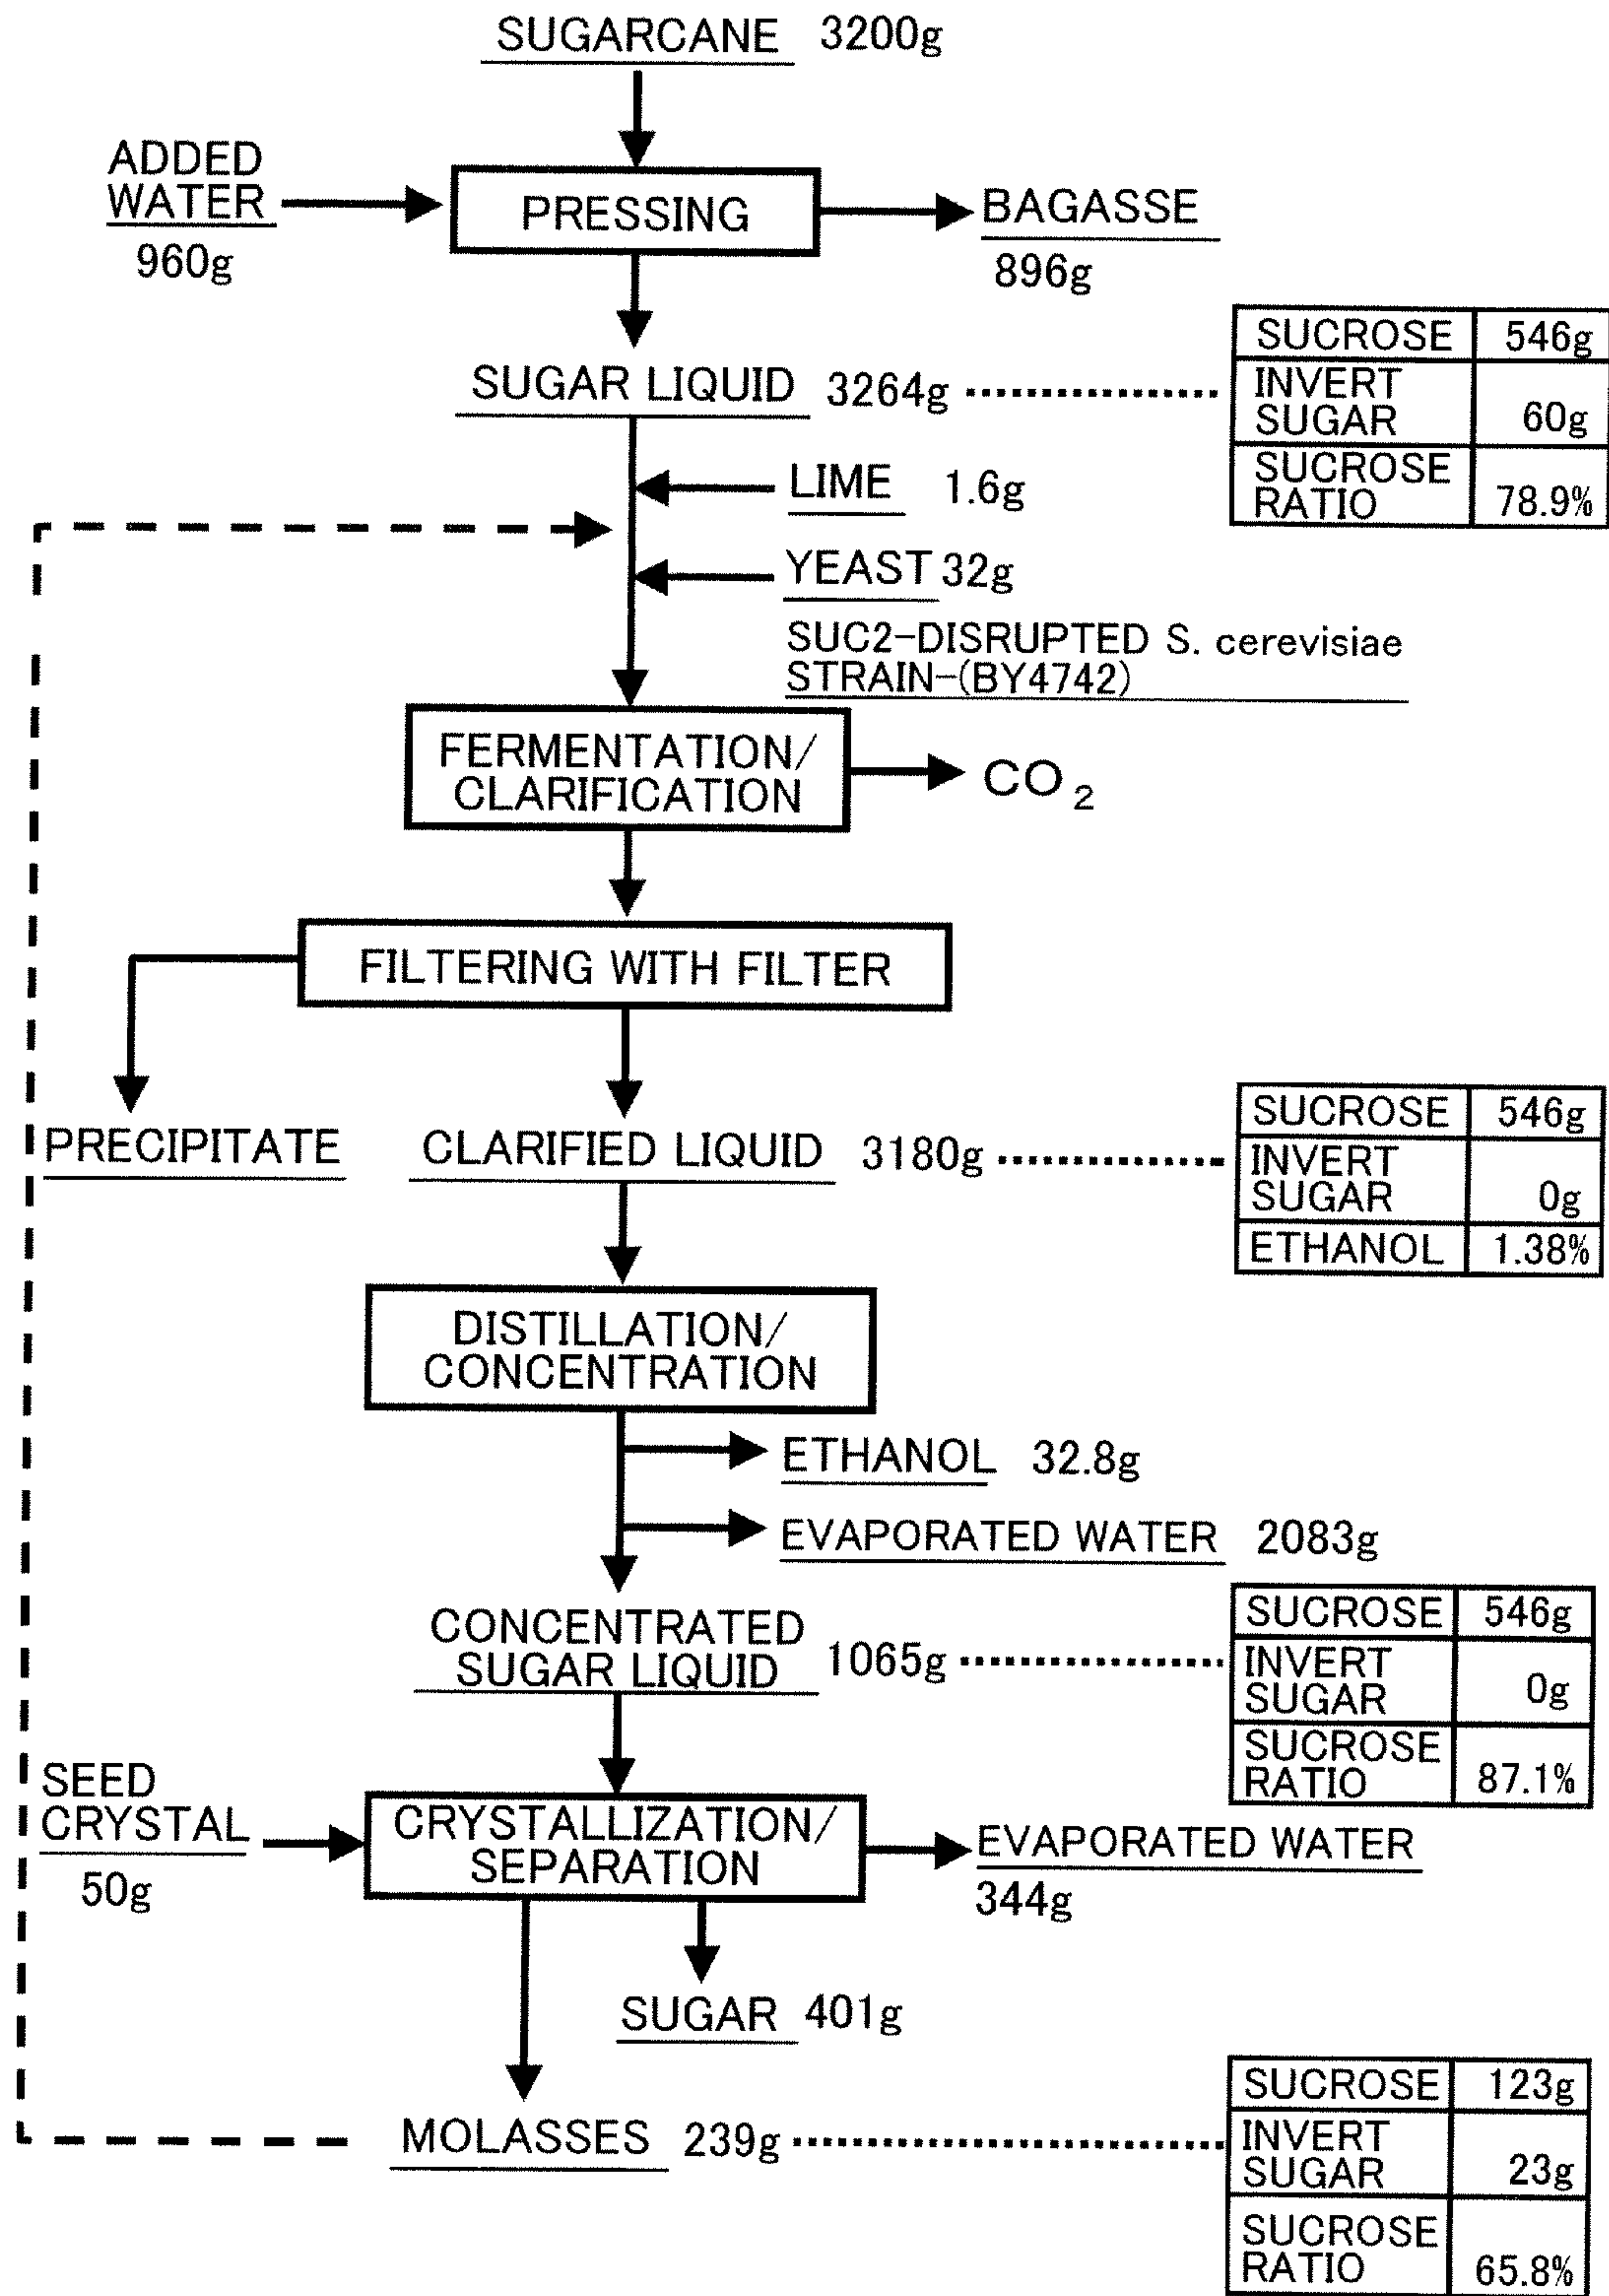 SUGARCANE 3200g
ADDED
WATER
960g
PRESSING
BAGASSE
896g
SUGAR LIQUID 3264g
SUCROSE 546g
INVERT
SUGAR 60g
SUCROSE
RATIO 78.9%
LIME 1.6g
YEAST 32g
SUC2-DISRUPTED S. cerevisiae
STRAIN-(BY4742)
FERMENTATION/
CLARIFICATION
CO₂
FILTERING WITH FILTER
PRECIPITATE
CLARIFIED LIQUID 3180g
SUCROSE 546g
INVERT
SUGAR 0g
ETHANOL 1.38%
DISTILLATION/
CONCENTRATION
ETHANOL 32.8g
EVAPORATED WATER 2083g
CONCENTRATED
SUGAR LIQUID 1065g
SUCROSE 546g
INVERT
SUGAR 0g
SUCROSE
RATIO 87.1%
SEED
CRYSTAL
50g
CRYSTALLIZATION/
SEPARATION
EVAPORATED WATER
344g
SUGAR 401g
MOLASSES 239g
SUCROSE 123g
INVERT
SUGAR 23g
SUCROSE
RATIO 65.8%